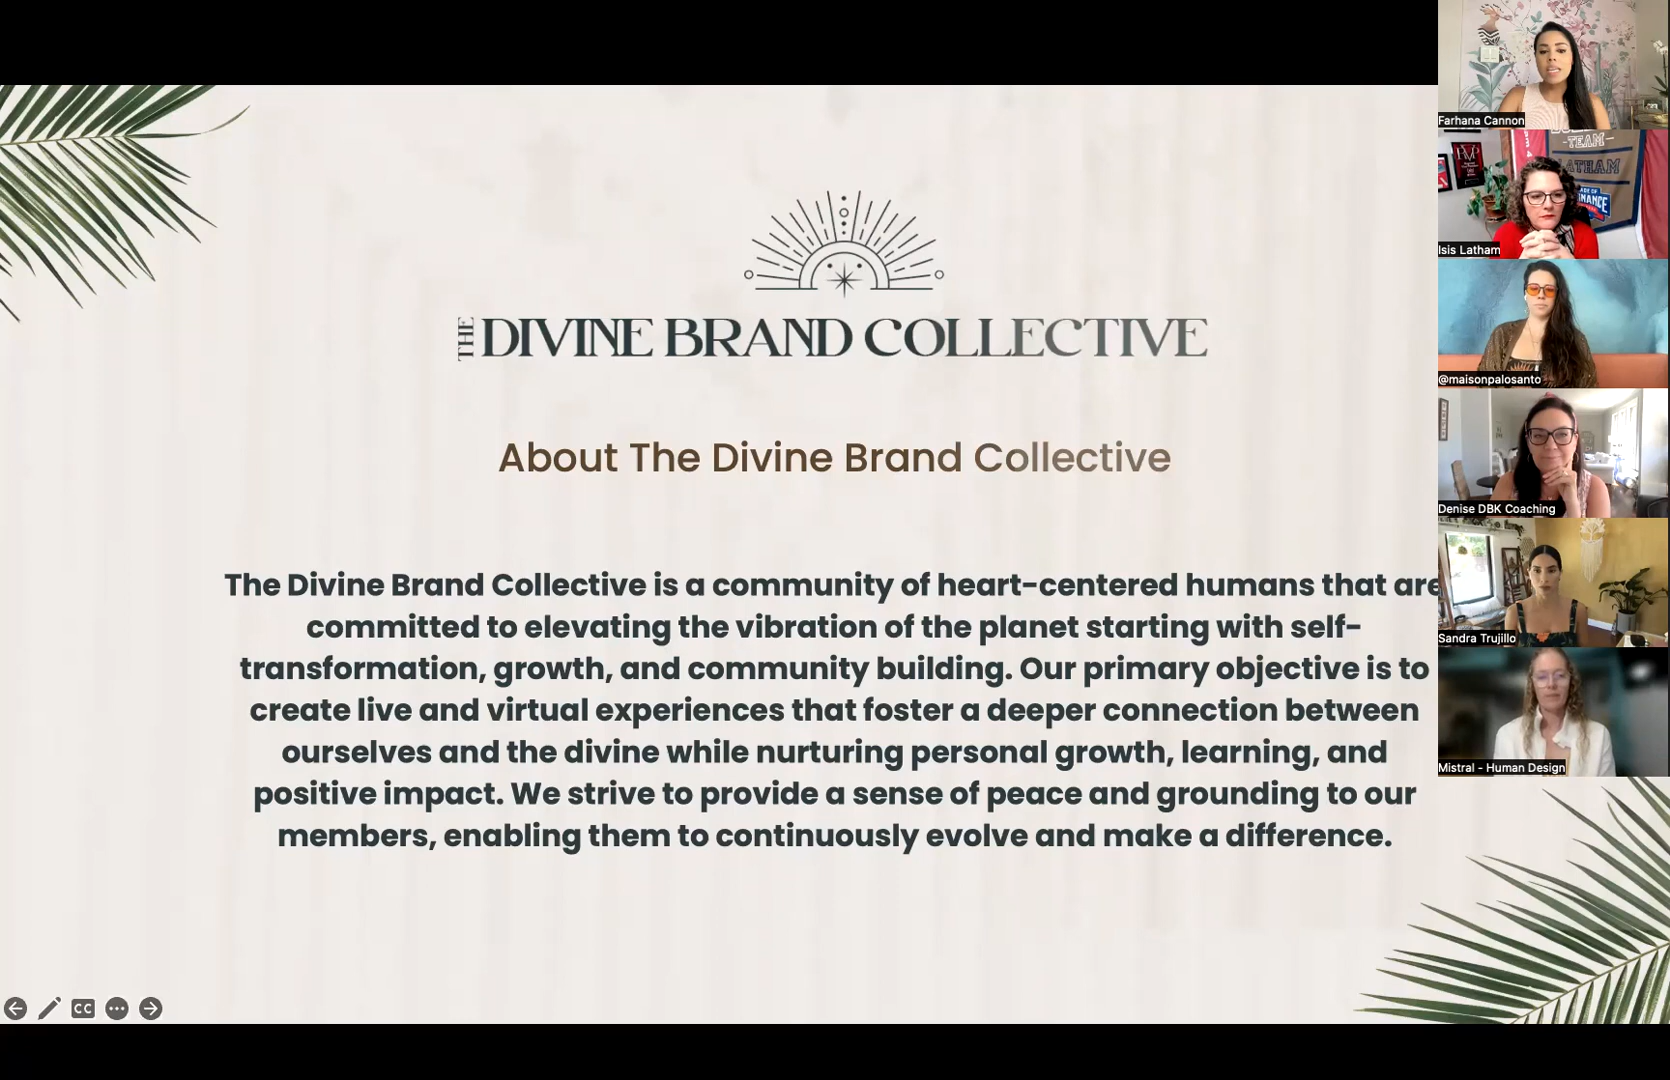 THE DIVINE BRAND COLLECTIVE
About The Divine Brand Collective
The Divine Brand Collective is a community of heart-centered humans that are
committed to elevating the vibration of the planet starting with self-
transformation, growth, and community building. Our primary objective is to
create live and virtual experiences that foster a deeper connection between
ourselves and the divine while nurturing personal growth, learning, and
positive impact. We strive to provide a sense of peace and grounding to our
members, enabling them to continuously evolve and make a difference.
CC
Farhana Cannon
-TEAM-
LATHAM
Isis Latham
@maisonpalosanto
Denise DBK Coaching
Sandra Trujillo
Mistral - Human Design